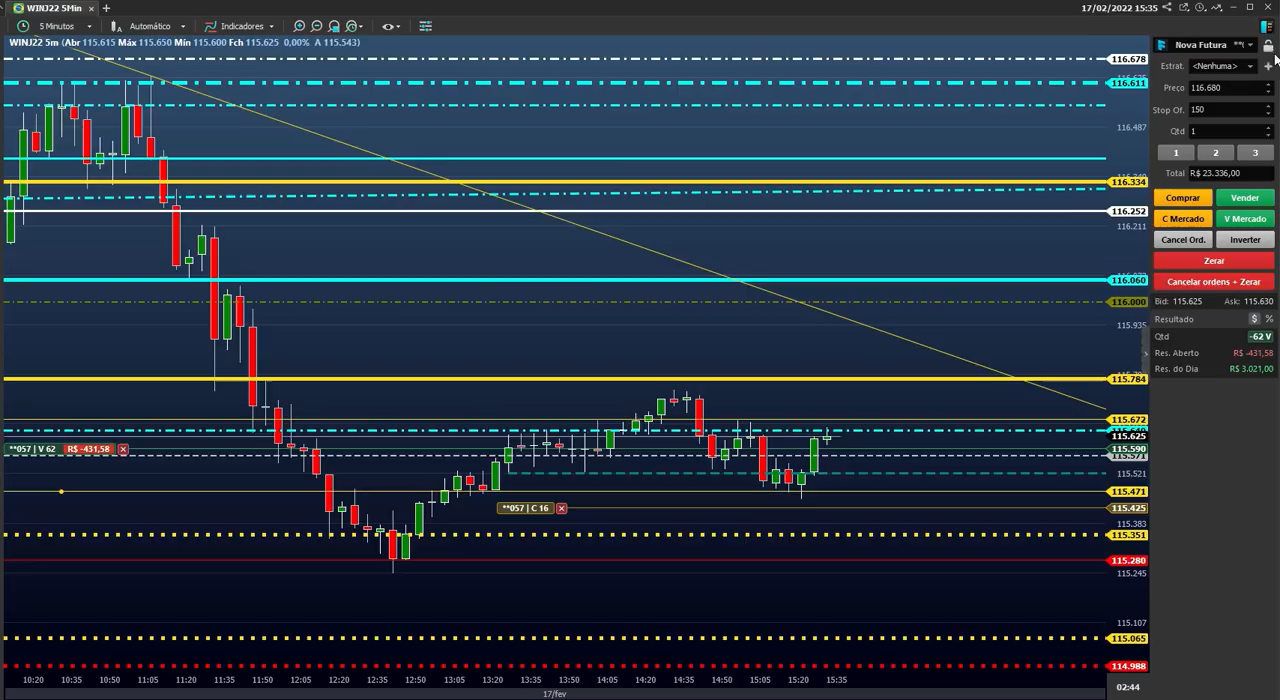 WINJ22 5Min
17/02/2022 15:35
5 Minutos
Automático
Indicadores
WINJ22 5m (Abr 115.615 Máx 115.650 Mín 115.600 Fch 115.625 0,00% A 115.543)
116.678
116.611
116.487
116.334
116.252
116.211
116.060
116.000
115.935
115.784
115.672
115.625
115.590
115.571
115.521
115.471
115.425
115.383
115.351
115.280
115.245
115.107
115.065
114.988
**057 | V 62 R$ -431,58
**057 | C 16
10:20 10:35 10:50 11:05 11:20 11:35 11:50 12:05 12:20 12:35 12:50 13:05 13:20 13:35 13:50 14:05 14:20 14:35 14:50 15:05 15:20 15:35
17/fev
02:44
Nova Futura **(
Estrat. <Nenhuma>
Preço 116.680
Stop Of. 150
Qtd 1
1 2 3
Total R$ 23.336,00
Comprar Vender
C Mercado V Mercado
Cancel Ord. Inverter
Zerar
Cancelar ordens + Zerar
Bid: 115.625 Ask: 115.630
Resultado $ %
Qtd -62 V
Res. Aberto R$ -431,58
Res. do Dia R$ 3.021,00